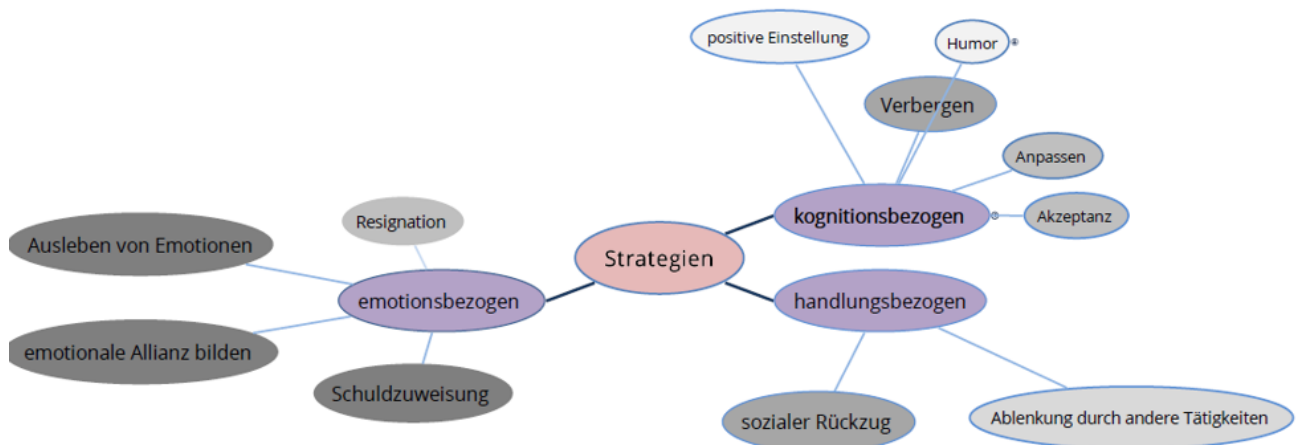 positive Einstellung
Humor
Verbergen
Anpassen
kognitionsbezogen
Akzeptanz
Resignation
Ausleben von Emotionen
Strategien
emotionsbezogen
handlungsbezogen
emotionale Allianz bilden
Schuldzuweisung
sozialer Rückzug
Ablenkung durch andere Tätigkeiten